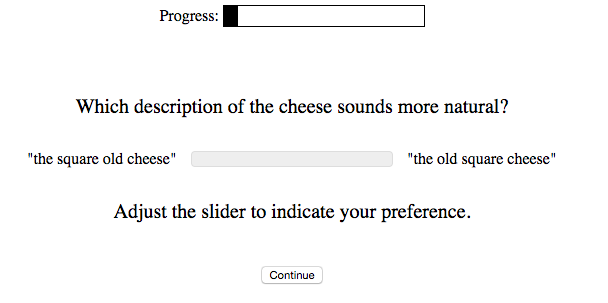 Progress:
Which description of the cheese sounds more natural?
"the square old cheese" "the old square cheese"
Adjust the slider to indicate your preference.
Continue